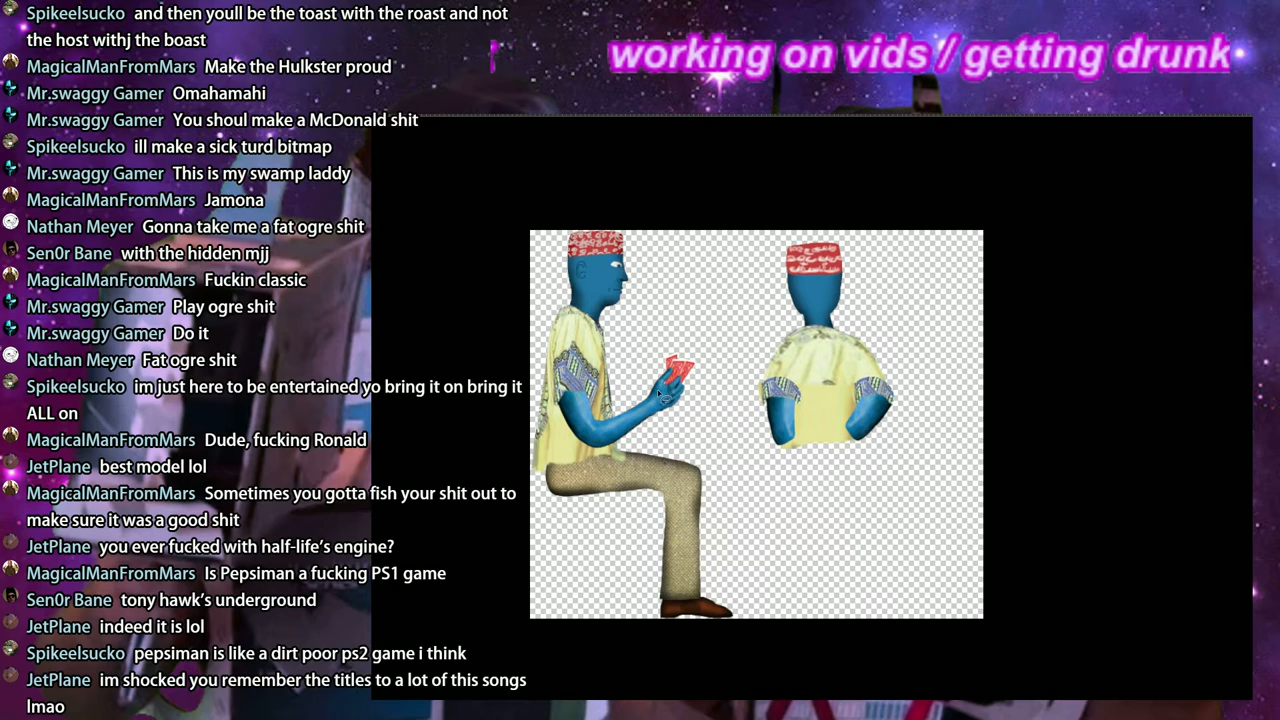 Spikeelsucko and then youll be the toast with the roast and not
the host withj the boast
working on vids / getting drunk
MagicalManFromMars Make the Hulkster proud
Mr.swaggy Gamer Omahamahi
Mr.swaggy Gamer You shoul make a McDonald shit
Spikeelsucko ill make a sick turd bitmap
Mr.swaggy Gamer This is my swamp laddy
MagicalManFromMars Jamona
Nathan Meyer Gonna take me a fat ogre shit
Sen0r Bane with the hidden mjj
MagicalManFromMars Fuckin classic
Mr.swaggy Gamer Play ogre shit
Mr.swaggy Gamer Do it
Nathan Meyer Fat ogre shit
Spikeelsucko im just here to be entertained yo bring it on bring it
ALL on
MagicalManFromMars Dude, fucking Ronald
JetPlane best model lol
MagicalManFromMars Sometimes you gotta fish your shit out to
make sure it was a good shit
JetPlane you ever fucked with half-life's engine?
MagicalManFromMars Is Pepsiman a fucking PS1 game
Sen0r Bane tony hawk's underground
JetPlane indeed it is lol
Spikeelsucko pepsiman is like a dirt poor ps2 game i think
JetPlane im shocked you remember the titles to a lot of this songs
lmao